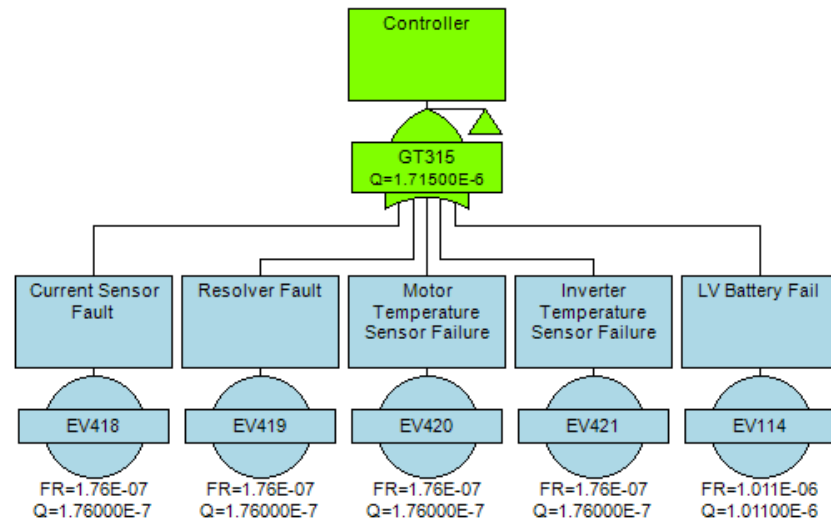 Controller
GT315
Q=1.71500E-6
Current Sensor
Fault
Resolver Fault
Motor
Temperature
Sensor Failure
Inverter
Temperature
Sensor Failure
LV Battery Fail
EV418
EV419
EV420
EV421
EV114
FR=1.76E-07
Q=1.76000E-7
FR=1.76E-07
Q=1.76000E-7
FR=1.76E-07
Q=1.76000E-7
FR=1.76E-07
Q=1.76000E-7
FR=1.011E-06
Q=1.01100E-6